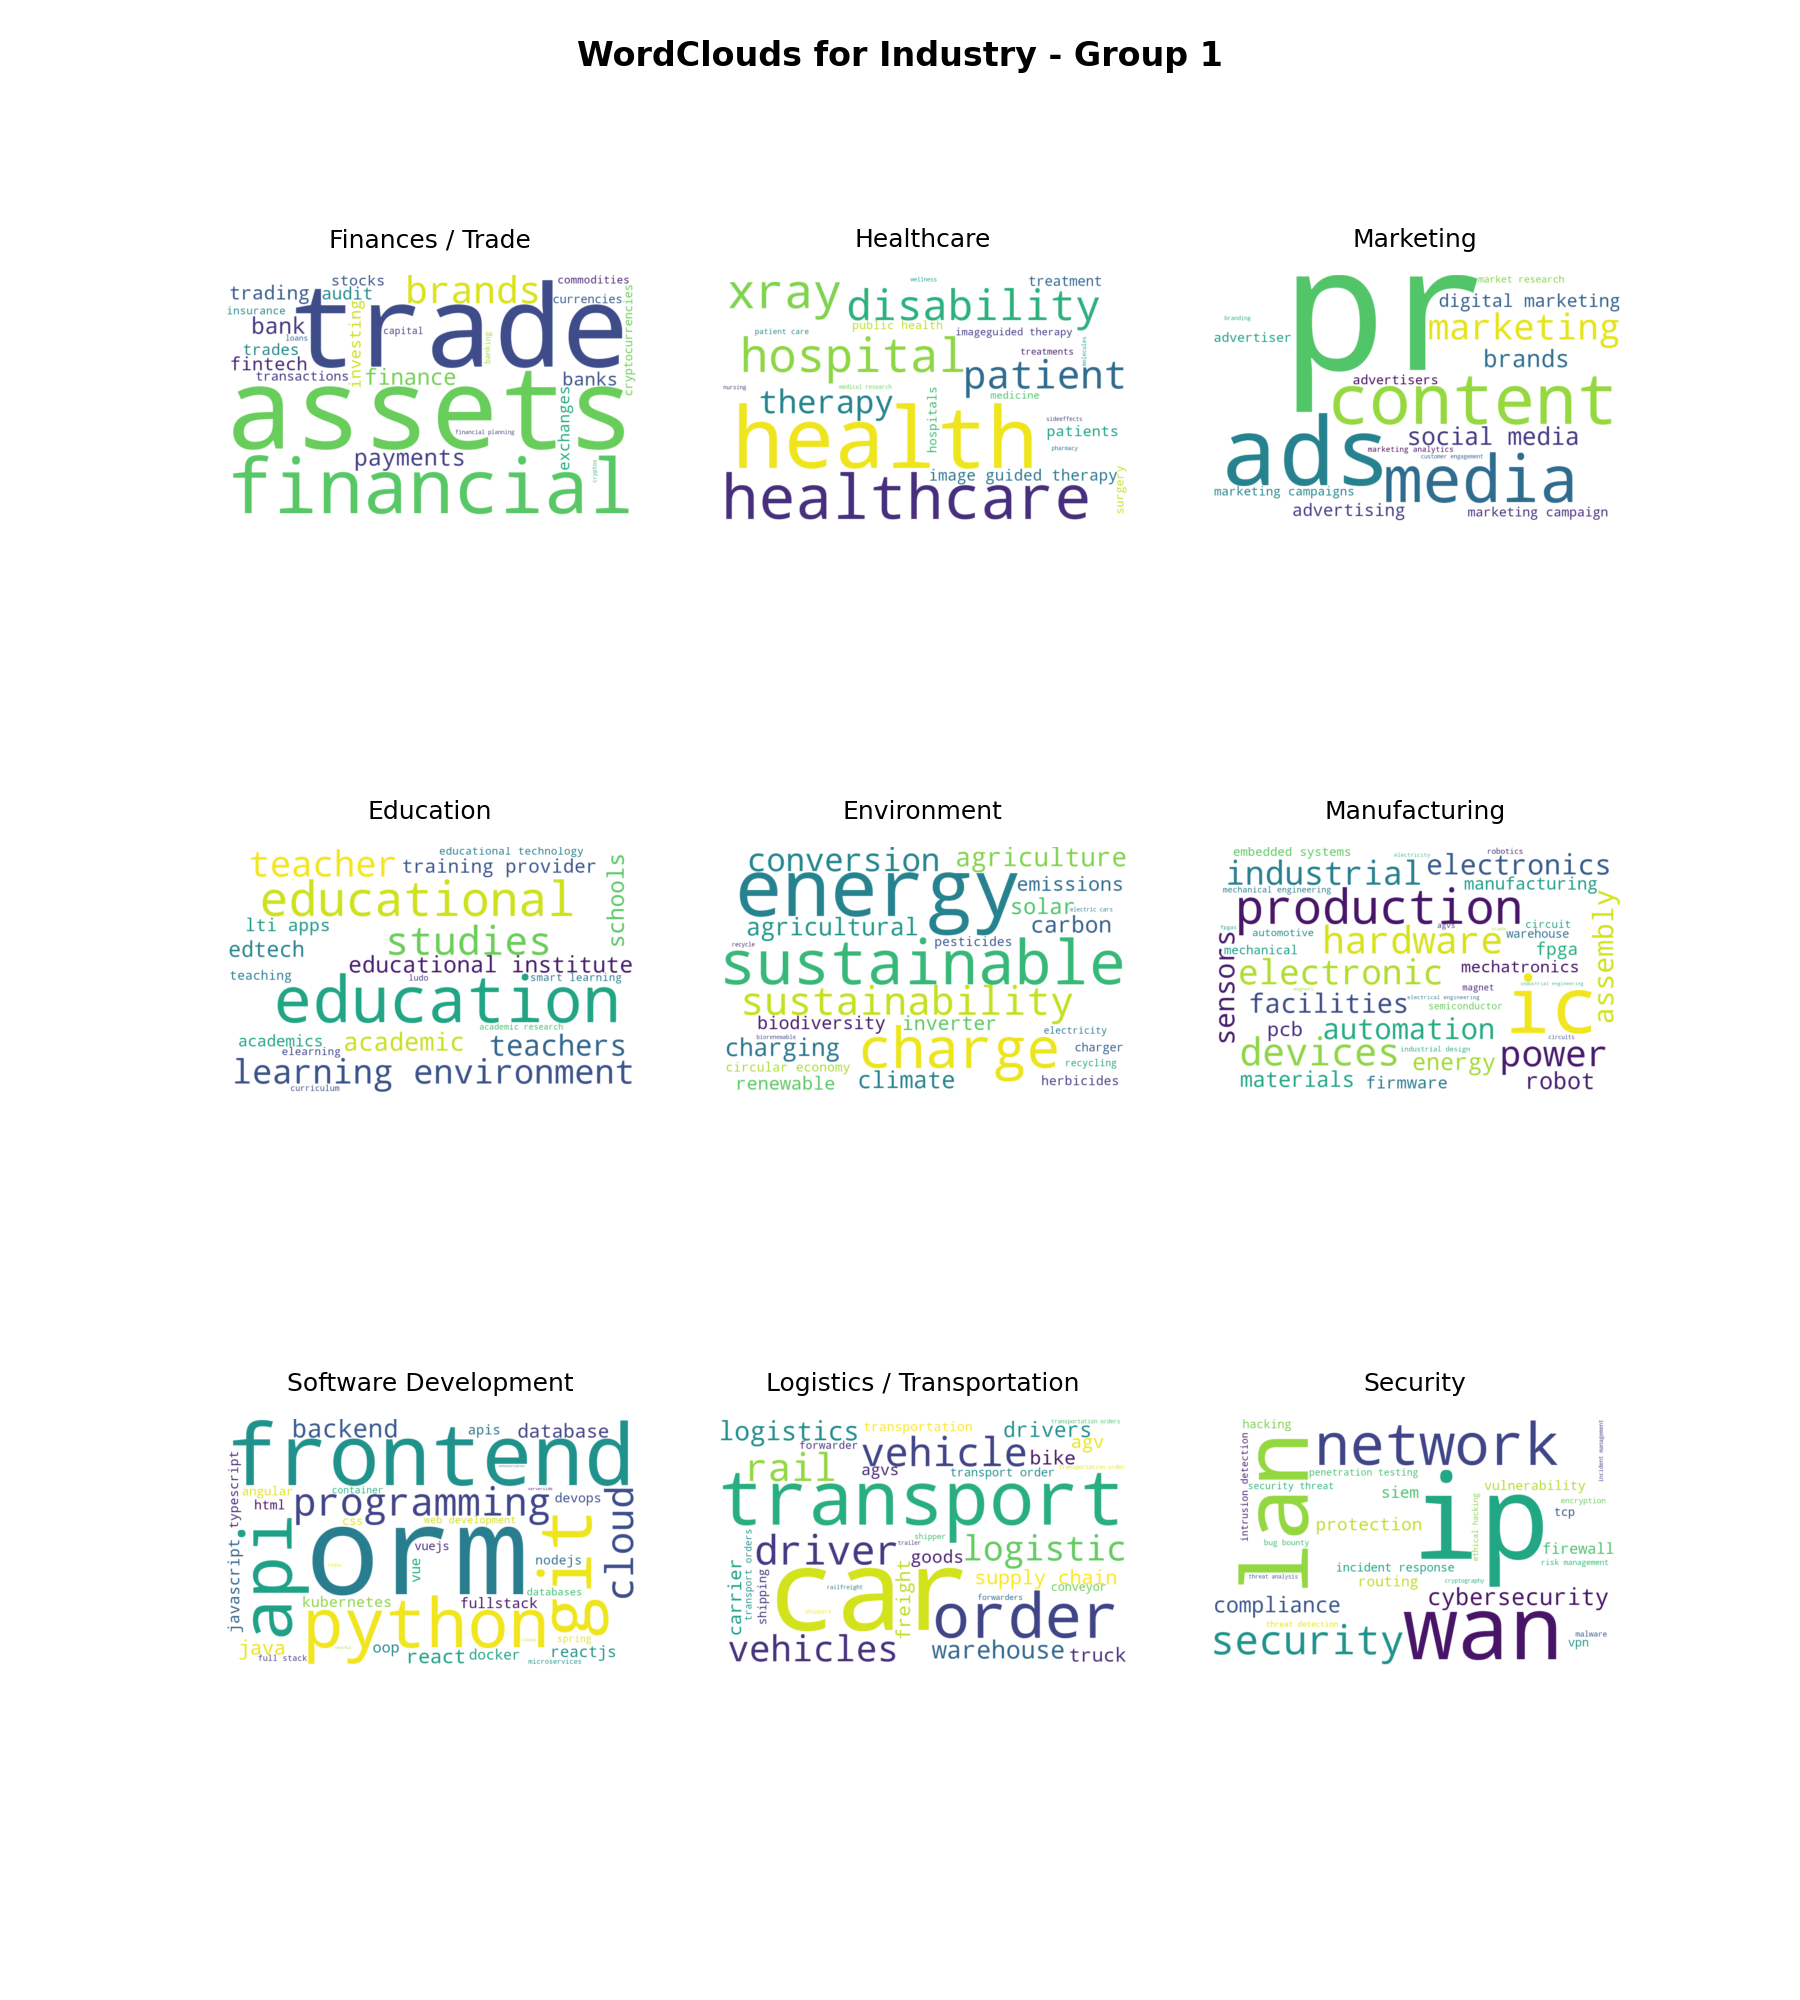 WordClouds for Industry - Group 1
Finances / Trade
stocks
commodities
trading
audit
brands
currencies
insurance
trade
cryptocurrencies
bank
capital
investing
loans
banking
trades
fintech
transactions
finance
banks
assets
exchanges
financial planning
payments
financial
crypton
Healthcare
xray
wellness
treatment
disability
public health
patient care
imageguided therapy
hospital
treatments
molecules
patient
nursing
medical research
medicine
therapy
hospitals
health
sideeffects
patients
pharmacy
image guided therapy
surgery
healthcare
Marketing
pr
market research
digital marketing
branding
advertiser
marketing
brands
advertisers
content
ads
social media
marketing analytics
customer engagement
media
marketing campaigns
advertising
marketing campaign
Education
teacher
educational technology
training provider
schools
educational
lti apps
studies
edtech
educational institute
teaching
ludo
smart learning
education
academic research
academics
elearning
academic
teachers
learning environment
curriculum
Environment
conversion
agriculture
energy
emissions
solar
electric cars
agricultural
carbon
recycle
pesticides
sustainable
sustainability
biodiversity
inverter
electricity
biorenewable
charging
charge
charger
circular economy
recycling
renewable
climate
herbicides
Manufacturing
embedded systems
electricity
robotics
industrial
electronics
mechanical engineering
manufacturing
production
assembly
fpgas
automotive
agvs
circuit
warehouse
sensors
mechanical
hardware
fpga
electronic
mechatronics
magnet
industrial engineering
magnets
facilities
electrical engineering
semiconductor
ic
pcb
automation
circuits
devices
industrial design
energy
power
materials
firmware
robot
Software Development
backend
apis
database
frontend
typescript
angular
container
serverside
html
programming
devops
cloud
css
web development
api
orm
vuejs
git
vue
nodejs
javascript
databases
kubernetes
fullstack
python
spring
java
oop
full stack
react
docker
reactjs
microservices
Logistics / Transportation
logistics
transportation
drivers
transportation orders
forwarder
vehicle
agv
rail
agvs
bike
transport order
transportation order
transport
shipper
driver
trailer
goods
logistic
carrier
transport orders
shipping
car
railfreight
freight
supply chain
conveyor
forwarders
shippers
order
vehicles
warehouse
truck
Security
hacking
network
incident management
lan
intrusion detection
penetration testing
security threat
siem
ip
vulnerability
encryption
ethical hacking
tcp
protection
bug bounty
firewall
incident response
risk management
threat analysis
routing
cryptography
compliance
cybersecurity
threat detection
wan
security
malware
vpn